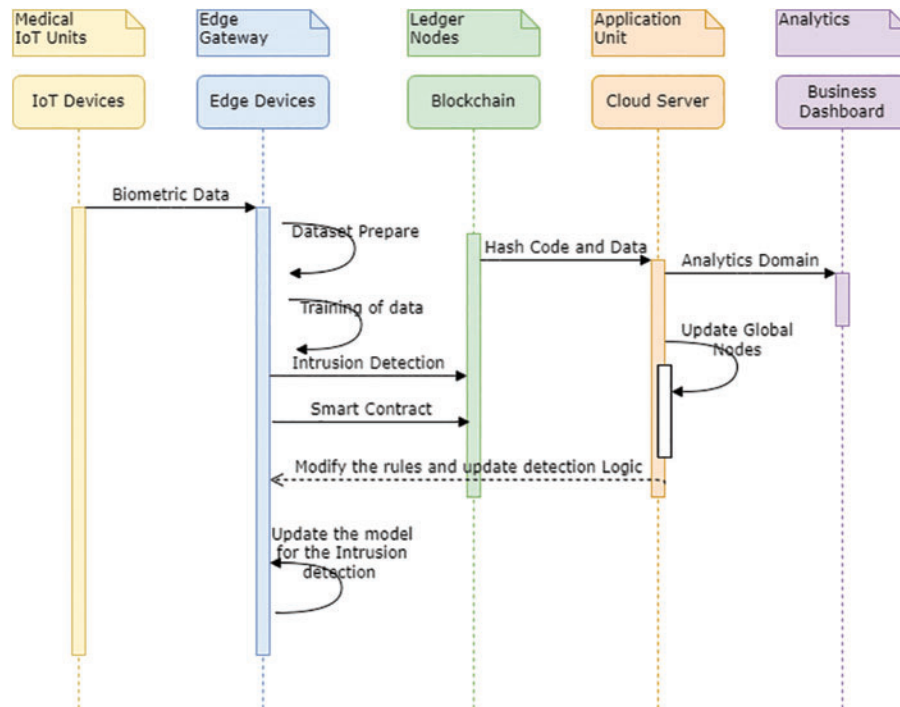 Medical
IoT Units
Edge
Gateway
Ledger
Nodes
Application
Unit
Analytics
IoT Devices
Edge Devices
Blockchain
Cloud Server
Business
Dashboard
Biometric Data
Dataset Prepare
Hash Code and Data
Analytics Domain
Training of data
Update Global
Nodes
Intrusion Detection
Smart Contract
Modify the rules and update detection Logic
Update the model
for the Intrusion
detection